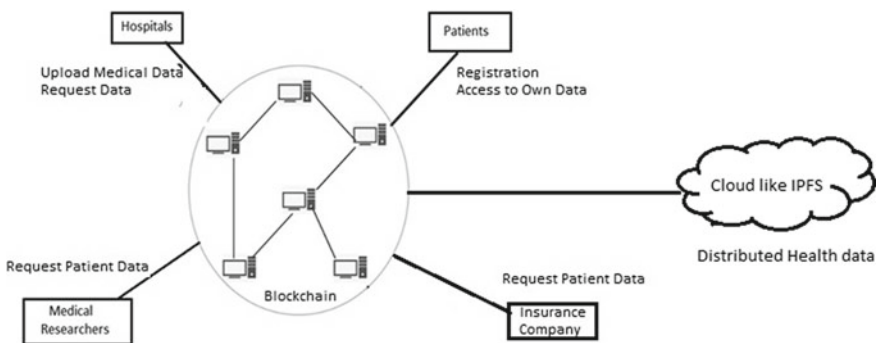 Hospitals
Patients
Upload Medical Data
Request Data
Registration
Access to Own Data
Cloud like IPFS
Distributed Health data
Request Patient Data
Request Patient Data
Blockchain
Medical
Researchers
Insurance
Company